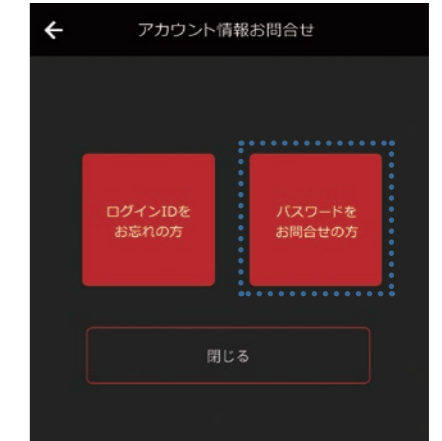 アカウント情報お問合せ
ログインIDを
お忘れの方
パスワードを
お問合せの方
閉じる